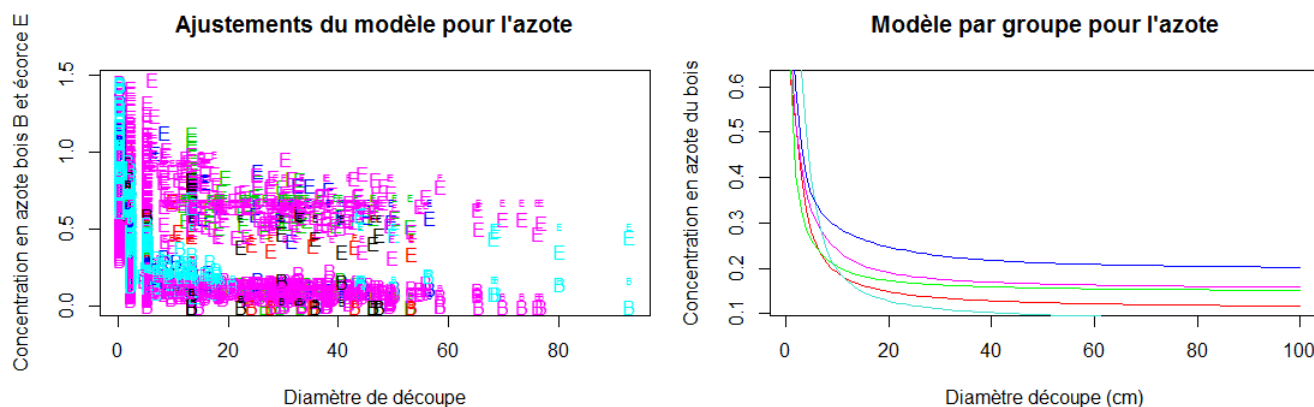 Ajustements du modèle pour l'azote
Concentration en azote bois B et écorce E
1.5
1.0
0.5
0.0
0 20 40 60 80
Diamètre de découpe
Modèle par groupe pour l'azote
Concentration en azote du bois
0.6
0.5
0.4
0.3
0.2
0.1
0 20 40 60 80 100
Diamètre découpe (cm)